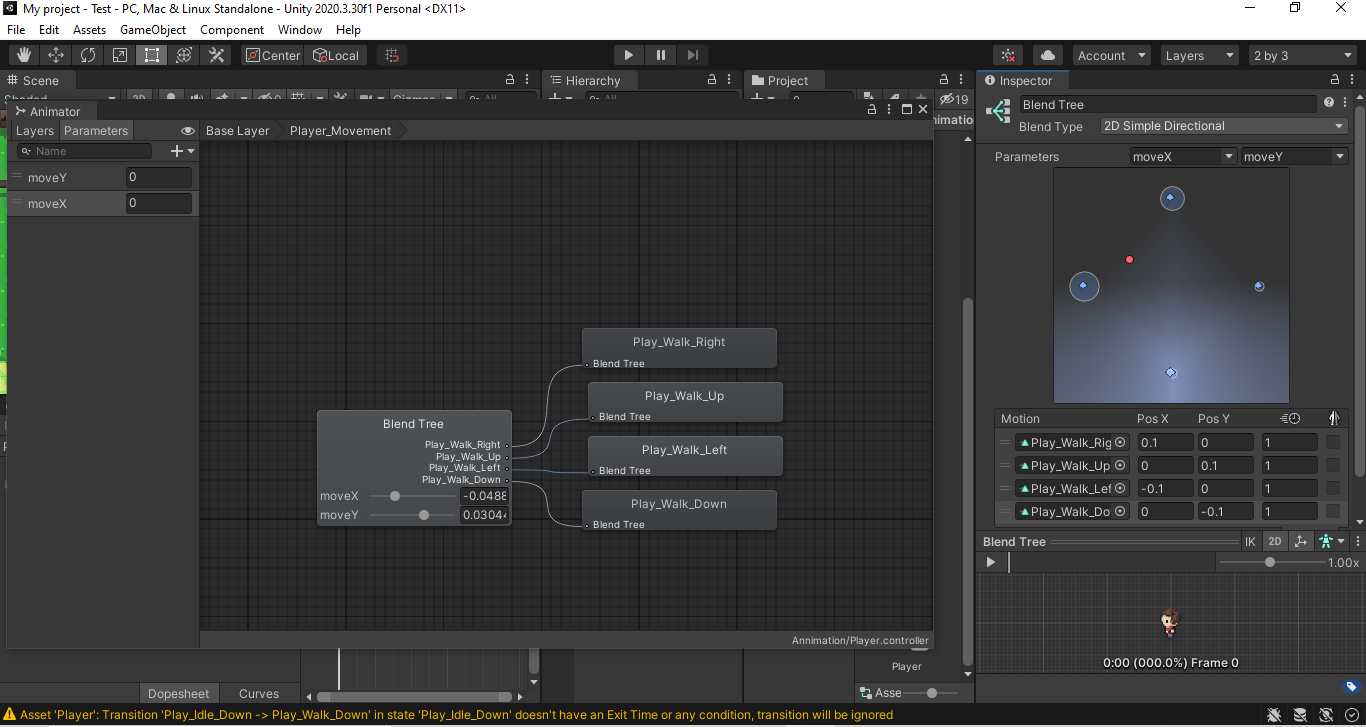 My project - Test - PC, Mac & Linux Standalone - Unity 2020.3.30f1 Personal <DX11>
File Edit Assets GameObject Component Window Help
Center Local Account Layers 2 by 3
Scene Hierarchy Project Inspector
Shaded 2D Gizmos All All 19
Animator
Layers Parameters Base Layer Player_Movement
Name
moveY 0
moveX 0
Blend Tree
Blend Type 2D Simple Directional
Parameters moveX moveY
Play_Walk_Right
Blend Tree
Play_Walk_Up
Blend Tree
Play_Walk_Left
Blend Tree
Play_Walk_Down
Blend Tree
Blend Tree
Play_Walk_Right
Play_Walk_Up
Play_Walk_Left
Play_Walk_Down
moveX -0.0488
moveY 0.0304
Annimation/Player.controller
Motion Pos X Pos Y
Play_Walk_Rig 0.1 0 1
Play_Walk_Up 0 0.1 1
Play_Walk_Lef -0.1 0 1
Play_Walk_Do 0 -0.1 1
Blend Tree IK 2D
1.00x
0:00 (000.0%) Frame 0
Player
Asse
Dopesheet Curves
Asset 'Player': Transition 'Play_Idle_Down -> Play_Walk_Down' in state 'Play_Idle_Down' doesn't have an Exit Time or any condition, transition will be ignored